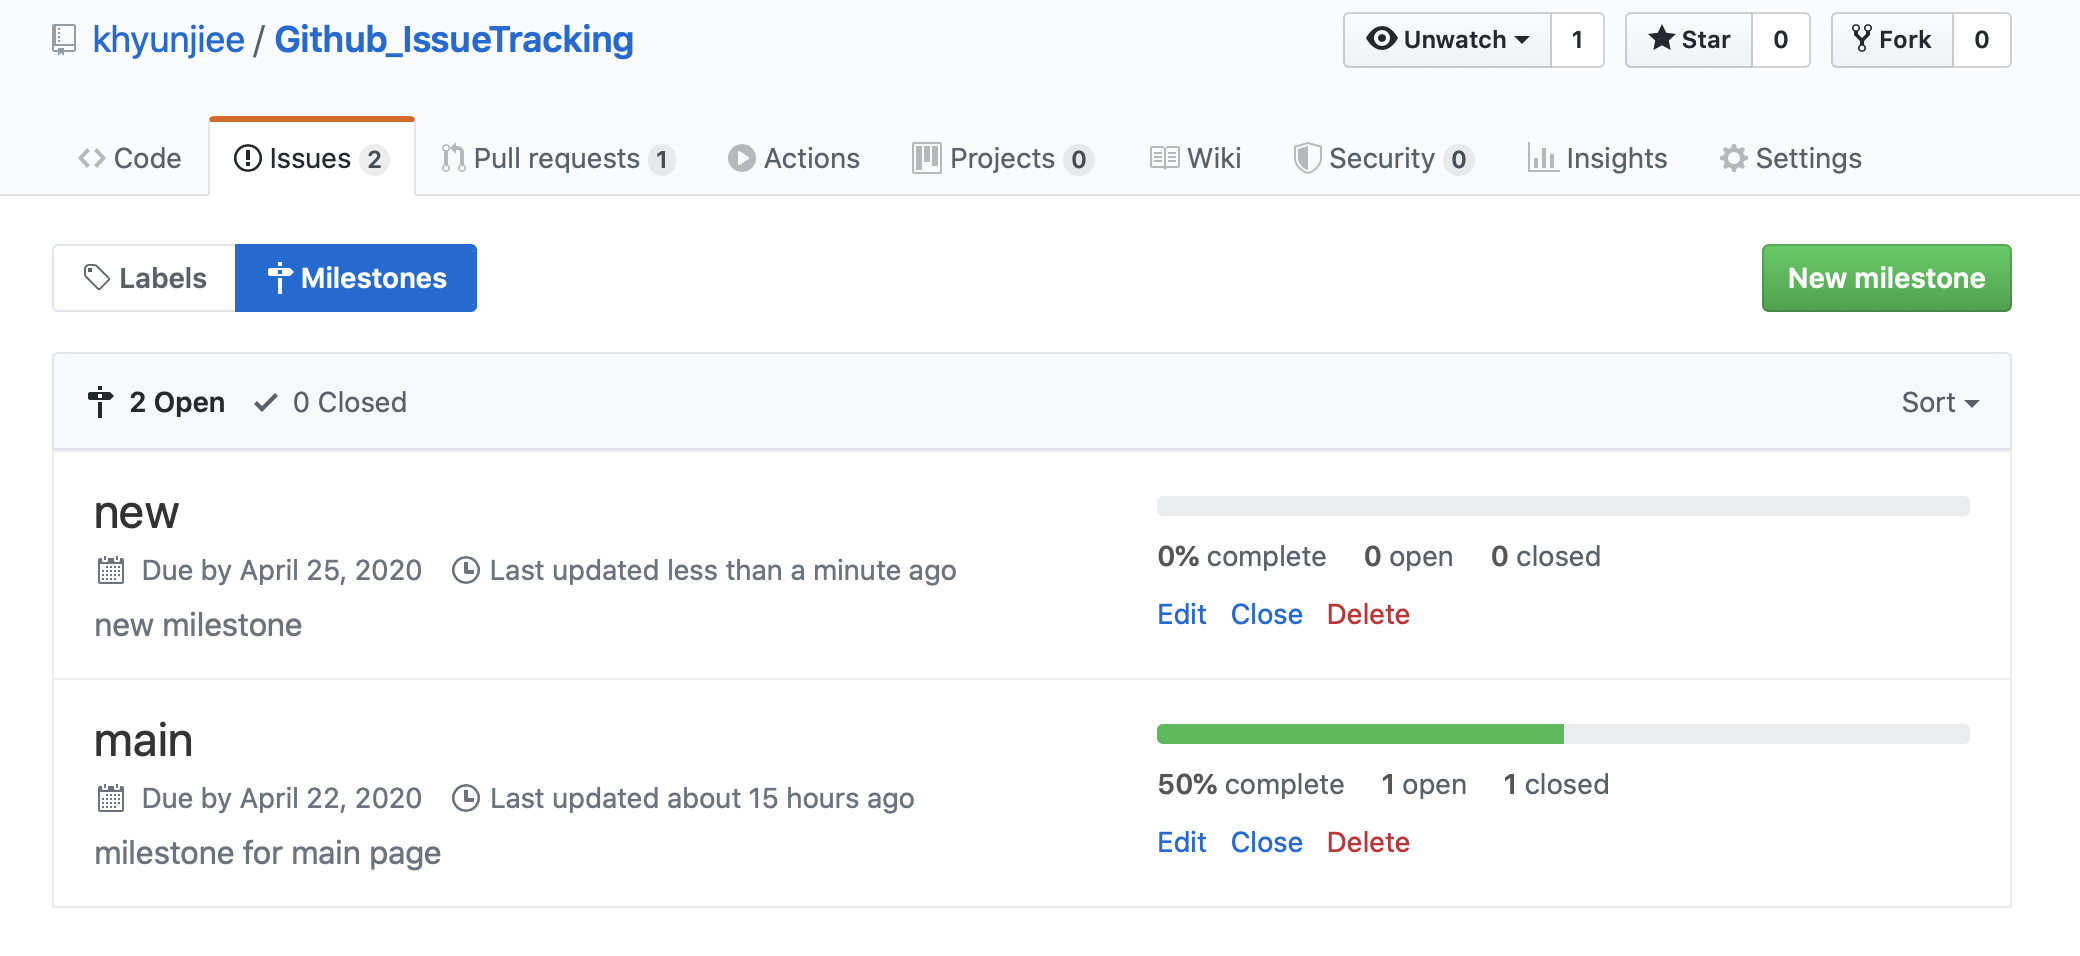 khyunjiee / Github_IssueTracking
Unwatch 1 Star 0 Fork 0
Code Issues 2 Pull requests 1 Actions Projects 0 Wiki Security 0 Insights Settings
Labels Milestones New milestone
2 Open 0 Closed Sort
new
Due by April 25, 2020 Last updated less than a minute ago
new milestone
0% complete 0 open 0 closed
Edit Close Delete
main
Due by April 22, 2020 Last updated about 15 hours ago
milestone for main page
50% complete 1 open 1 closed
Edit Close Delete